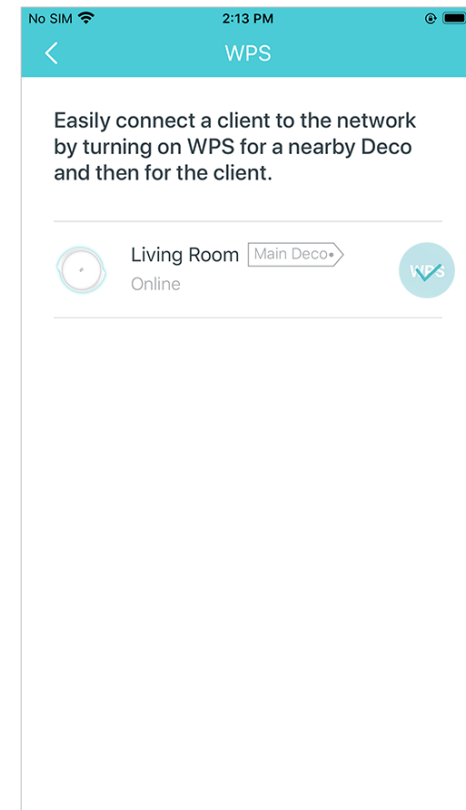 No SIM 2:13 PM
WPS
Easily connect a client to the network
by turning on WPS for a nearby Deco
and then for the client.
Living Room Main Deco
Online
WPS